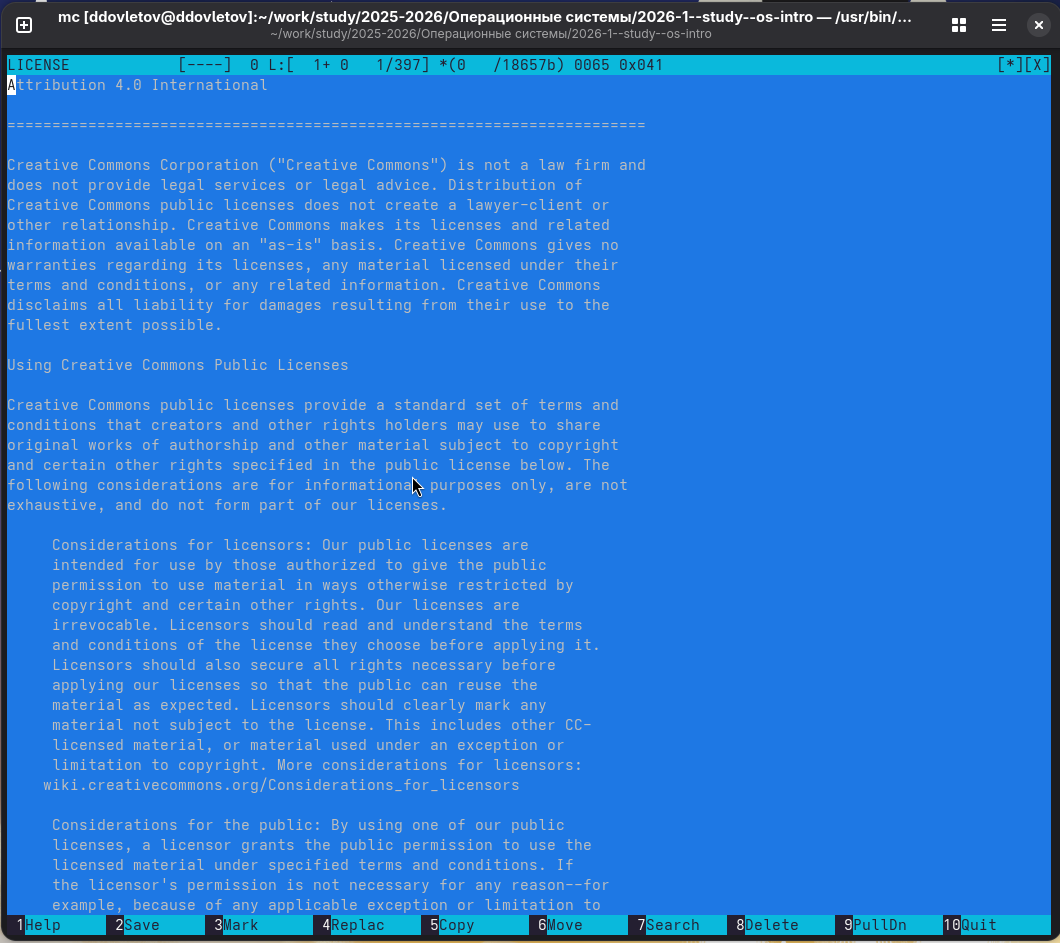 mc [ddovletov@ddovletov]:~/work/study/2025-2026/Операционные системы/2026-1--study--os-intro — /usr/bin/...
~/work/study/2025-2026/Операционные системы/2026-1--study--os-intro
LICENSE            [----]  0 L:[  1+ 0   1/397] *(0   /18657b) 0065 0x041                                     [*][X]
Attribution 4.0 International
=======================================================================
Creative Commons Corporation ("Creative Commons") is not a law firm and
does not provide legal services or legal advice. Distribution of
Creative Commons public licenses does not create a lawyer-client or
other relationship. Creative Commons makes its licenses and related
information available on an "as-is" basis. Creative Commons gives no
warranties regarding its licenses, any material licensed under their
terms and conditions, or any related information. Creative Commons
disclaims all liability for damages resulting from their use to the
fullest extent possible.
Using Creative Commons Public Licenses
Creative Commons public licenses provide a standard set of terms and
conditions that creators and other rights holders may use to share
original works of authorship and other material subject to copyright
and certain other rights specified in the public license below. The
following considerations are for informational purposes only, are not
exhaustive, and do not form part of our licenses.
     Considerations for licensors: Our public licenses are
     intended for use by those authorized to give the public
     permission to use material in ways otherwise restricted by
     copyright and certain other rights. Our licenses are
     irrevocable. Licensors should read and understand the terms
     and conditions of the license they choose before applying it.
     Licensors should also secure all rights necessary before
     applying our licenses so that the public can reuse the
     material as expected. Licensors should clearly mark any
     material not subject to the license. This includes other CC-
     licensed material, or material used under an exception or
     limitation to copyright. More considerations for licensors:
    wiki.creativecommons.org/Considerations_for_licensors
     Considerations for the public: By using one of our public
     licenses, a licensor grants the public permission to use the
     licensed material under specified terms and conditions. If
     the licensor's permission is not necessary for any reason--for
     example, because of any applicable exception or limitation to
1Help 2Save 3Mark 4Replac 5Copy 6Move 7Search 8Delete 9PullDn 10Quit